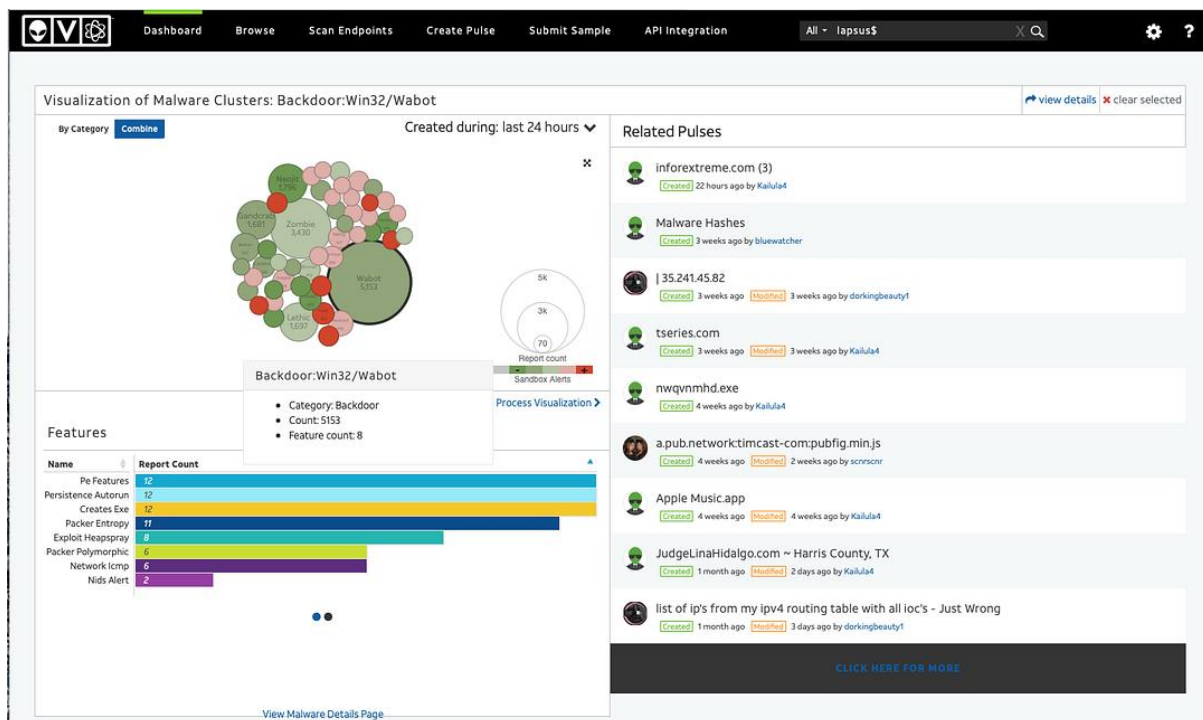 Dashboard Browse Scan Endpoints Create Pulse Submit Sample API Integration All lapsus$ X ?
Visualization of Malware Clusters: Backdoor:Win32/Wabot
view details clear selected
By Category Combine
Created during: last 24 hours
Neojit
1,796
Gandcrab
1,681
Zombie
3,430
Wabot
5,153
Lethic
1,697
5k
3k
70
Report count
- +
Sandbox Alerts
Backdoor:Win32/Wabot
Category: Backdoor
Count: 5153
Feature count: 8
Process Visualization
Features
Name Report Count
Pe Features 12
Persistence Autorun 12
Creates Exe 12
Packer Entropy 11
Exploit Heapspray 8
Packer Polymorphic 6
Network Icmp 6
Nids Alert 2
View Malware Details Page
Related Pulses
inforextreme.com (3)
Created 22 hours ago by Kailula4
Malware Hashes
Created 3 weeks ago by bluewatcher
| 35.241.45.82
Created 3 weeks ago Modified 3 weeks ago by dorkingbeauty1
tseries.com
Created 3 weeks ago Modified 3 weeks ago by Kailula4
nwqvnmhd.exe
Created 4 weeks ago by Kailula4
a.pub.network:timcast-com:pubfig.min.js
Created 4 weeks ago Modified 2 weeks ago by scnrscnr
Apple Music.app
Created 4 weeks ago Modified 4 weeks ago by Kailula4
JudgeLinaHidalgo.com ~ Harris County, TX
Created 1 month ago Modified 2 days ago by Kailula4
list of ip's from my ipv4 routing table with all ioc's - Just Wrong
Created 1 month ago Modified 3 days ago by dorkingbeauty1
CLICK HERE FOR MORE